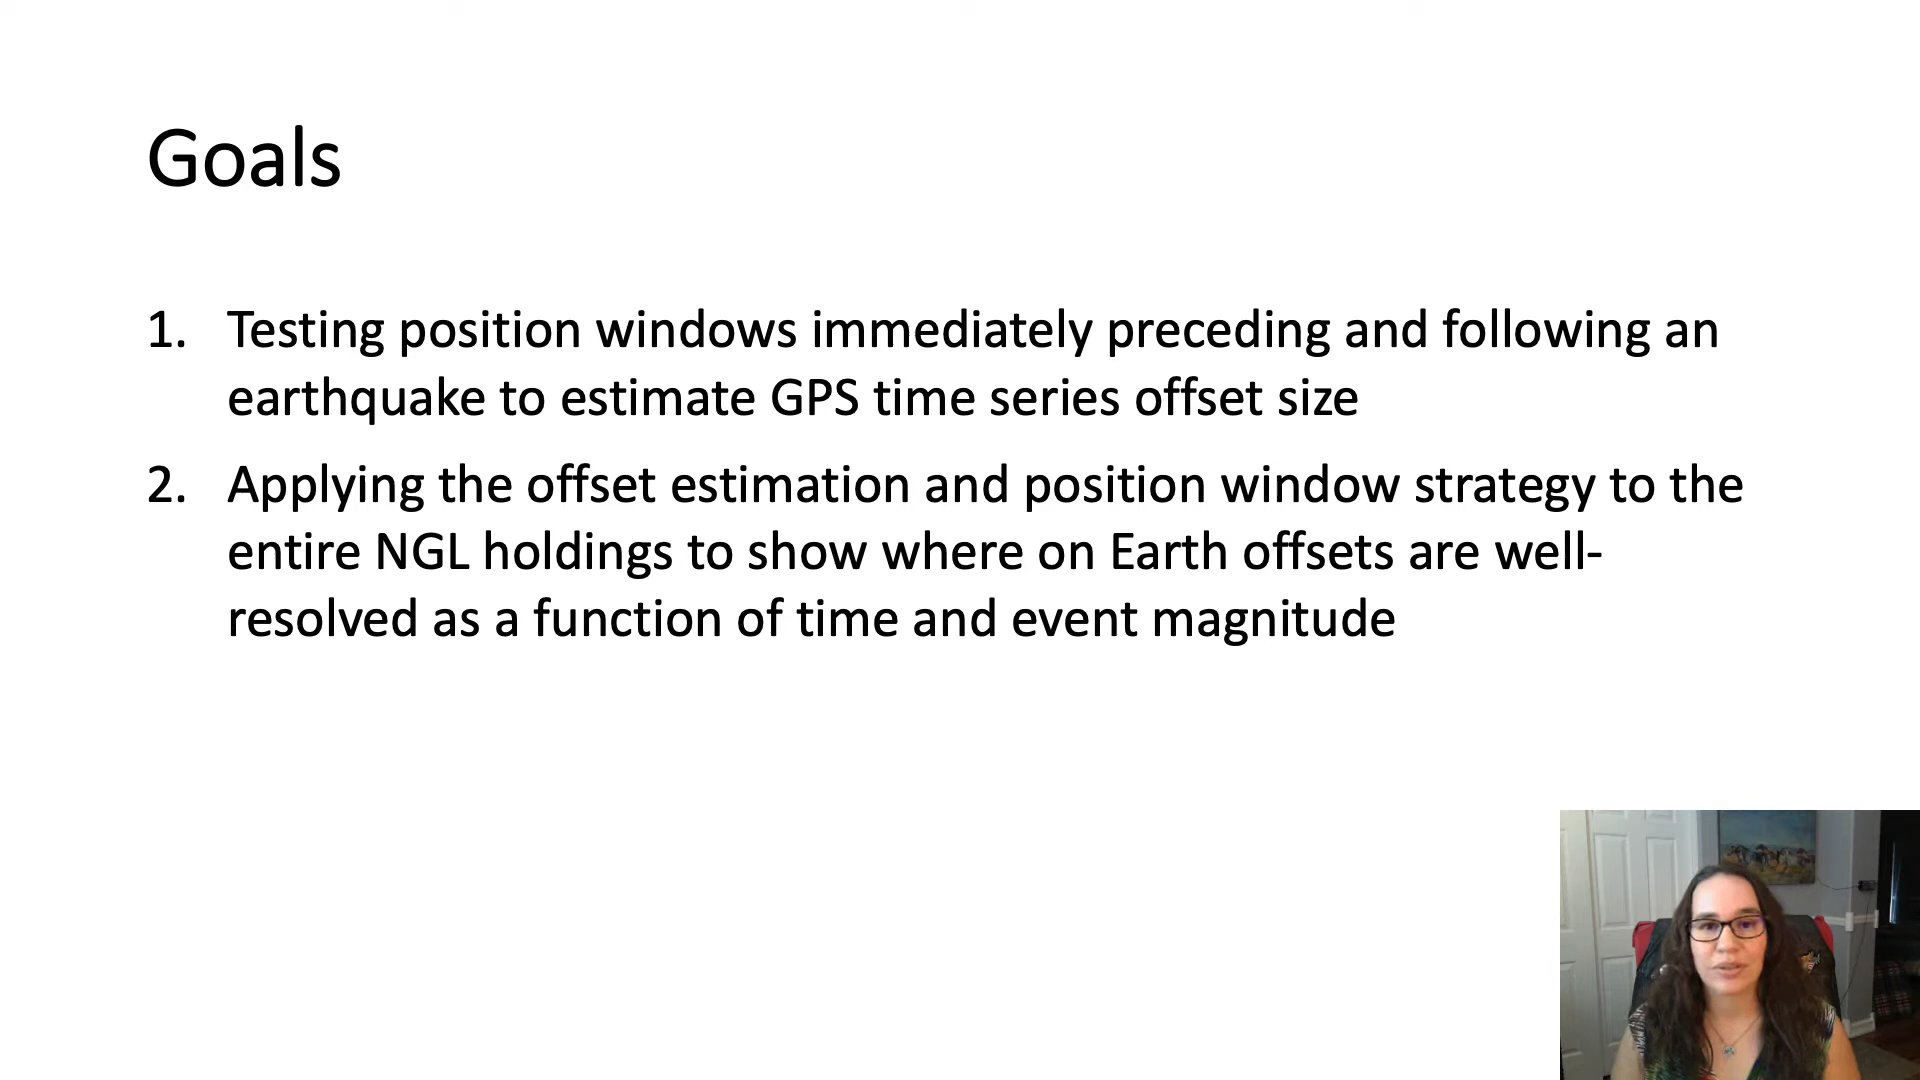 Goals
1. Testing position windows immediately preceding and following an
earthquake to estimate GPS time series offset size
2. Applying the offset estimation and position window strategy to the
entire NGL holdings to show where on Earth offsets are well-
resolved as a function of time and event magnitude